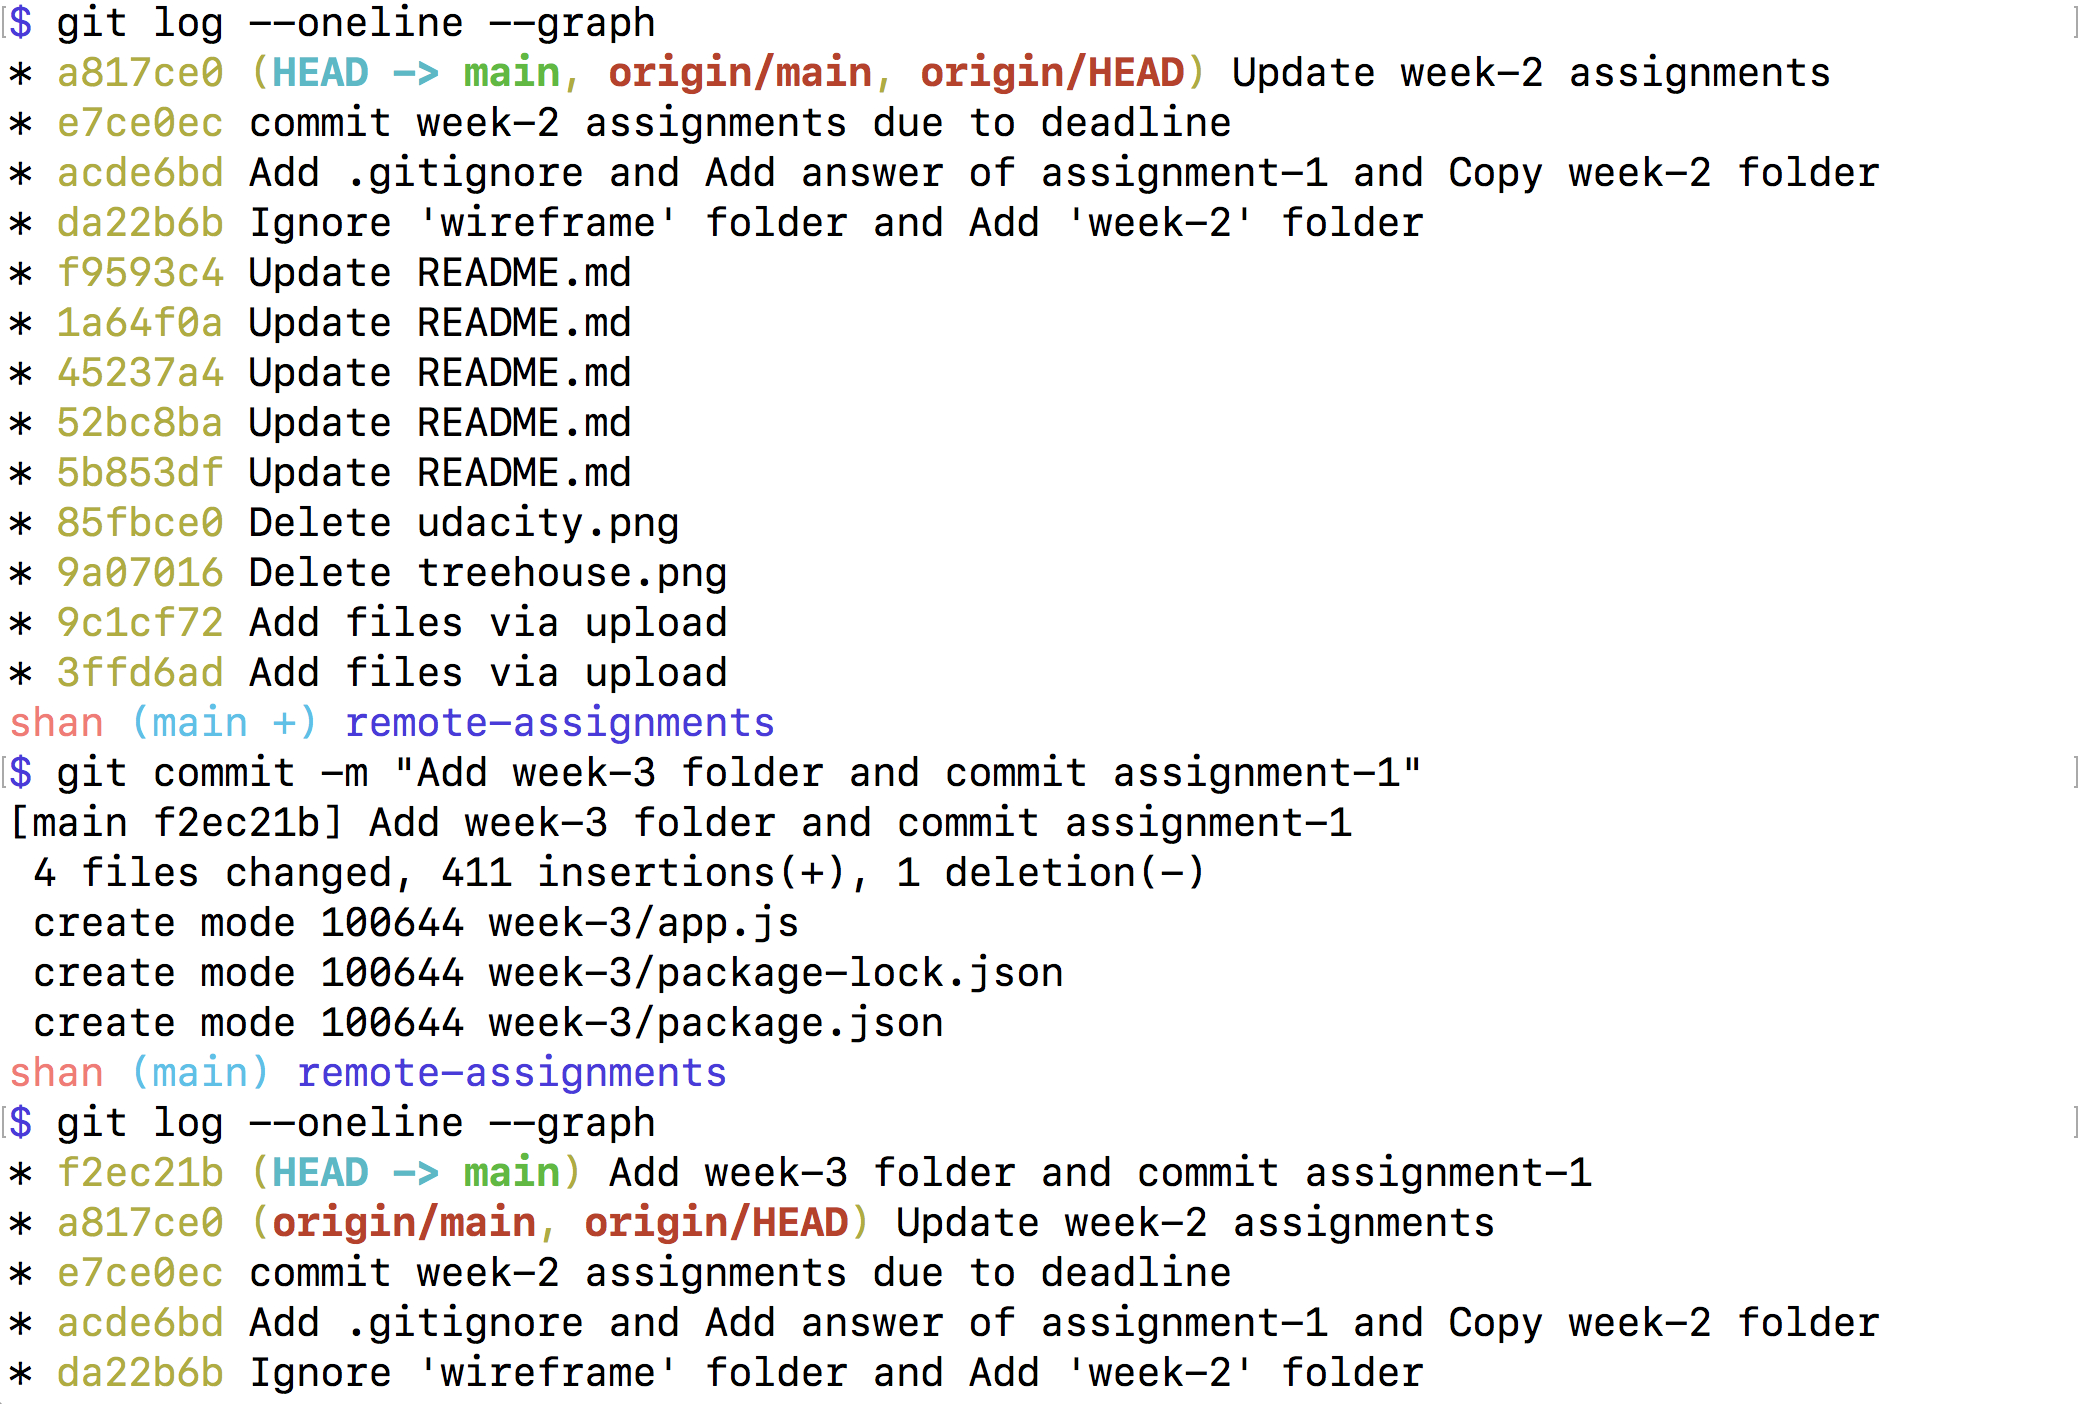 $ git log --oneline --graph
* a817ce0 (HEAD -> main, origin/main, origin/HEAD) Update week-2 assignments
* e7ce0ec commit week-2 assignments due to deadline
* acde6bd Add .gitignore and Add answer of assignment-1 and Copy week-2 folder
* da22b6b Ignore 'wireframe' folder and Add 'week-2' folder
* f9593c4 Update README.md
* 1a64f0a Update README.md
* 45237a4 Update README.md
* 52bc8ba Update README.md
* 5b853df Update README.md
* 85fbce0 Delete udacity.png
* 9a07016 Delete treehouse.png
* 9c1cf72 Add files via upload
* 3ffd6ad Add files via upload
shan (main +) remote-assignments
$ git commit -m "Add week-3 folder and commit assignment-1"
[main f2ec21b] Add week-3 folder and commit assignment-1
 4 files changed, 411 insertions(+), 1 deletion(-)
 create mode 100644 week-3/app.js
 create mode 100644 week-3/package-lock.json
 create mode 100644 week-3/package.json
shan (main) remote-assignments
$ git log --oneline --graph
* f2ec21b (HEAD -> main) Add week-3 folder and commit assignment-1
* a817ce0 (origin/main, origin/HEAD) Update week-2 assignments
* e7ce0ec commit week-2 assignments due to deadline
* acde6bd Add .gitignore and Add answer of assignment-1 and Copy week-2 folder
* da22b6b Ignore 'wireframe' folder and Add 'week-2' folder